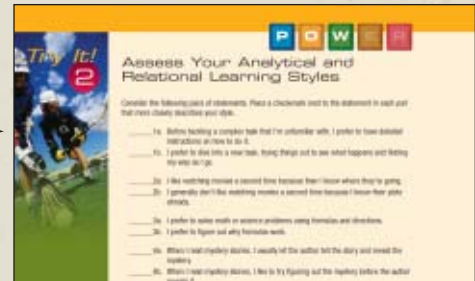 Try It!
2
P O W E R
Assess Your Analytical and
Relational Learning Styles
Consider the following pairs of statements. Place a checkmark next to the statement in each pair
that more closely describes your style.
1a. Before tackling a complex task that I'm unfamiliar with, I prefer to have detailed
instructions on how to do it.
1b. I prefer to dive into a new task, trying things out to see what happens and finding
my way as I go.
2a. I like watching movies a second time because then I know where they're going.
2b. I generally don't like watching movies a second time because I know their plots
already.
3a. I prefer to solve math or science problems using formulas and directions.
3b. I prefer to figure out why formulas work.
4a. When I read mystery stories, I usually let the author tell the story and reveal the
mystery.
4b. When I read mystery stories, I like to try figuring out the mystery before the author
reveals it.